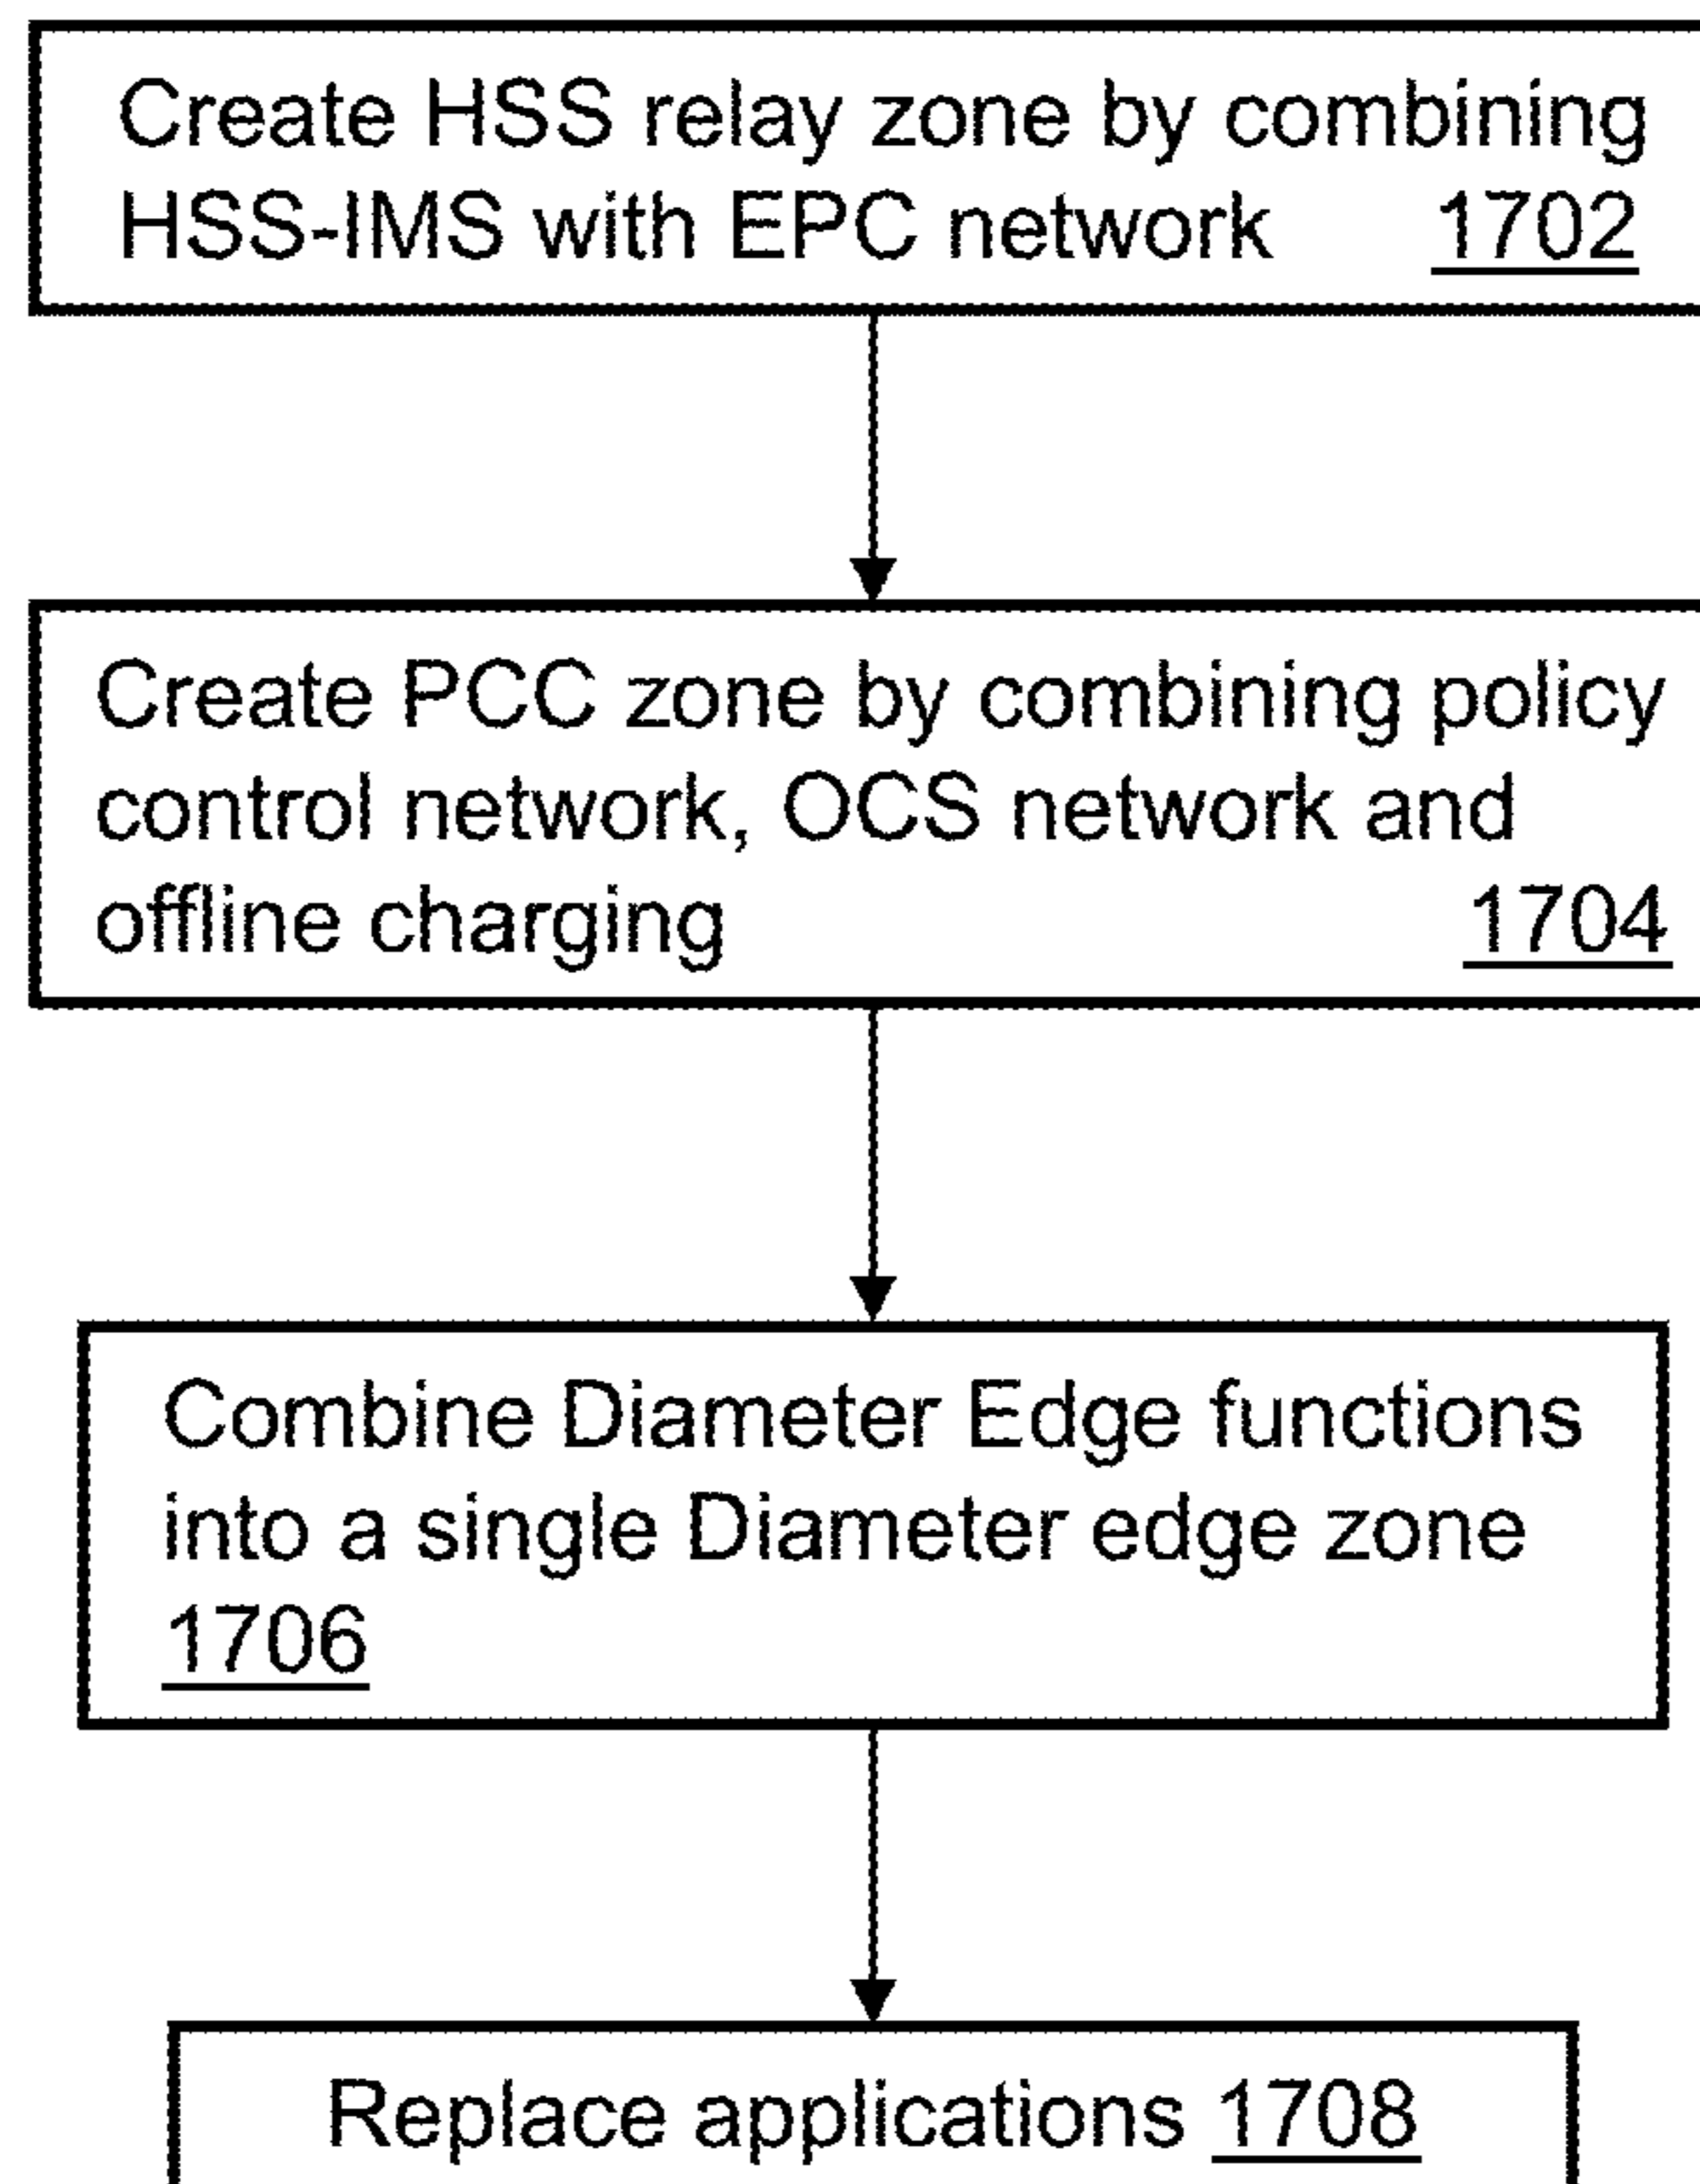 Create HSS relay zone by combining
HSS-IMS with EPC network 1702
Create PCC zone by combining policy
control network, OCS network and
offline charging 1704
Combine Diameter Edge functions
into a single Diameter edge zone
1706
Replace applications 1708